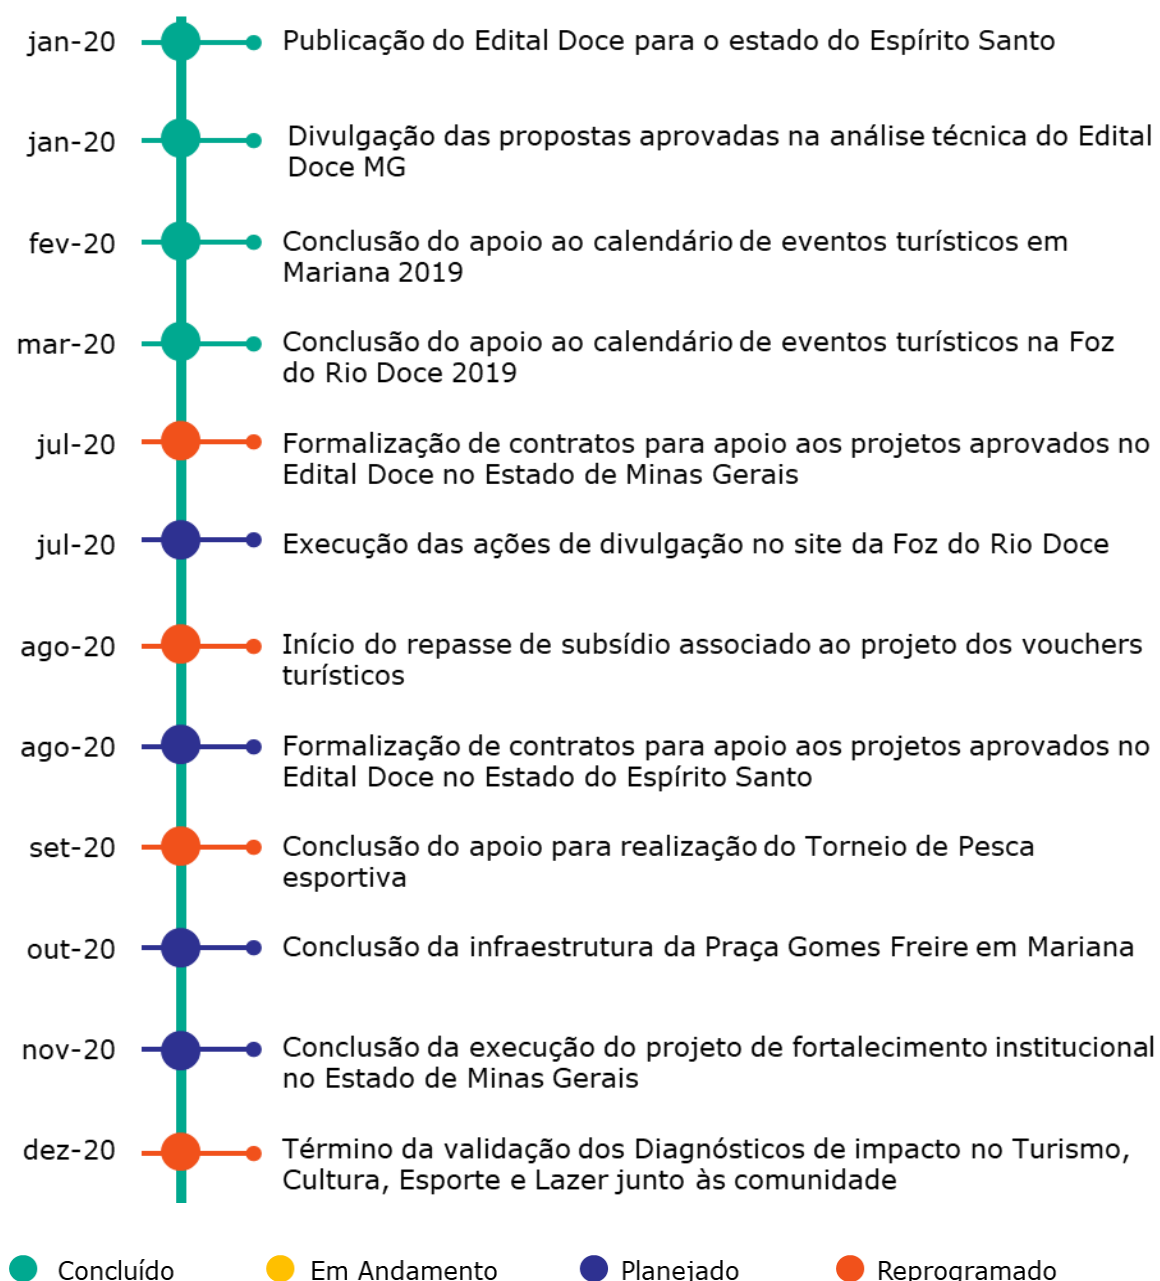 jan-20 Publicação do Edital Doce para o estado do Espírito Santo
jan-20 Divulgação das propostas aprovadas na análise técnica do Edital
Doce MG
fev-20 Conclusão do apoio ao calendário de eventos turísticos em
Mariana 2019
mar-20 Conclusão do apoio ao calendário de eventos turísticos na Foz
do Rio Doce 2019
jul-20 Formalização de contratos para apoio aos projetos aprovados no
Edital Doce no Estado de Minas Gerais
jul-20 Execução das ações de divulgação no site da Foz do Rio Doce
ago-20 Início do repasse de subsídio associado ao projeto dos vouchers
turísticos
ago-20 Formalização de contratos para apoio aos projetos aprovados no
Edital Doce no Estado do Espírito Santo
set-20 Conclusão do apoio para realização do Torneio de Pesca
esportiva
out-20 Conclusão da infraestrutura da Praça Gomes Freire em Mariana
nov-20 Conclusão da execução do projeto de fortalecimento institucional
no Estado de Minas Gerais
dez-20 Término da validação dos Diagnósticos de impacto no Turismo,
Cultura, Esporte e Lazer junto às comunidade
Concluído Em Andamento Planejado Reprogramado